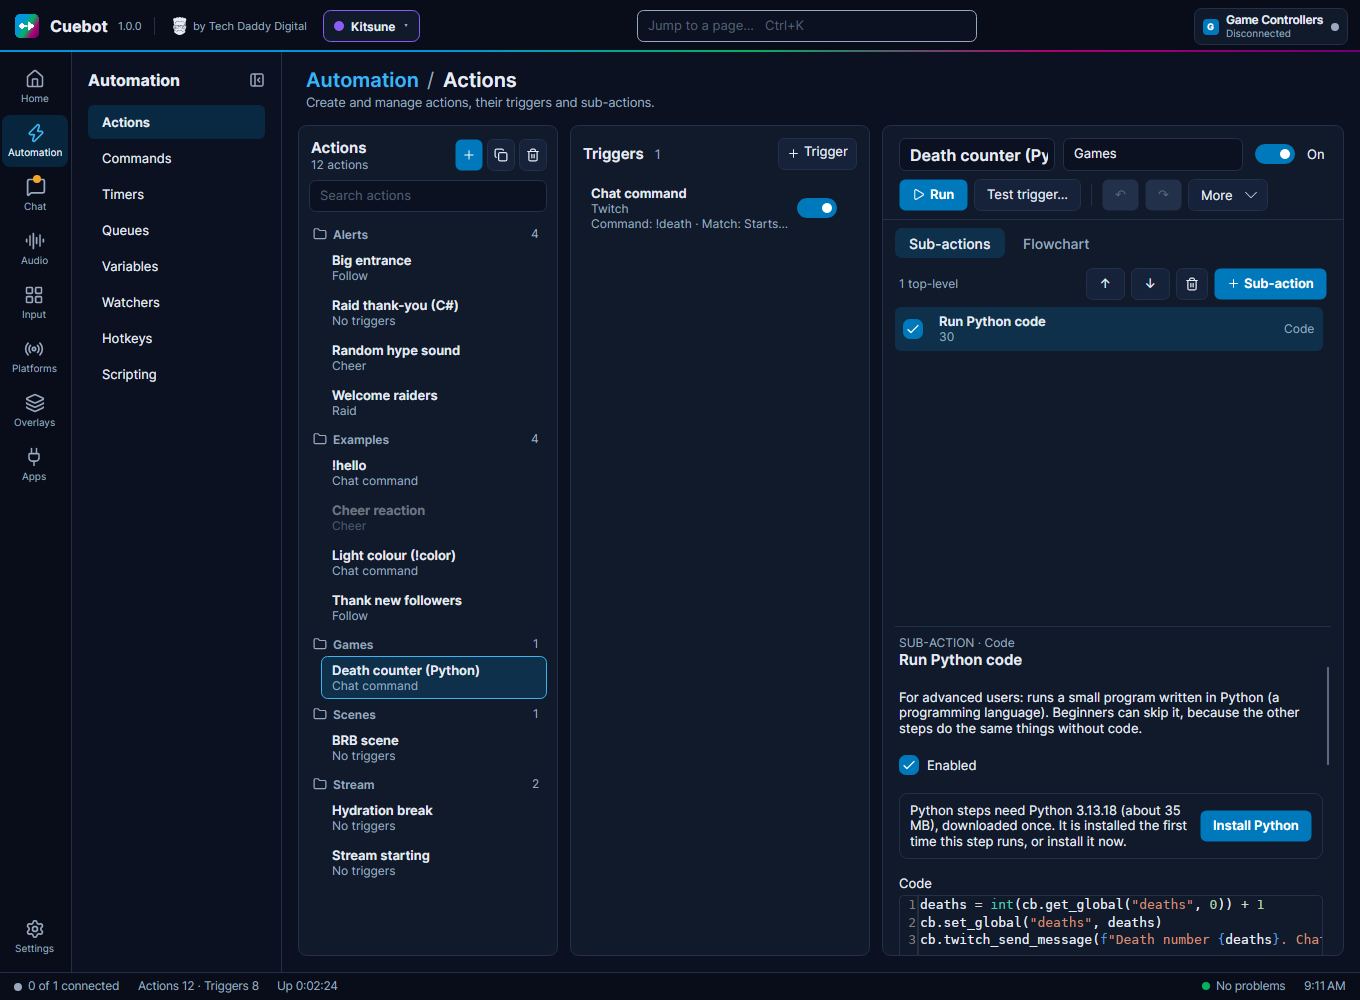 Cuebot 1.0.0 by Tech Daddy Digital Kitsune
Jump to a page... Ctrl+K
G Game Controllers
Disconnected
Home
Automation
Chat
Audio
Input
Platforms
Overlays
Apps
Settings
Automation
Actions
Commands
Timers
Queues
Variables
Watchers
Hotkeys
Scripting
Automation / Actions
Create and manage actions, their triggers and sub-actions.
Actions
12 actions
Search actions
Alerts 4
Big entrance
Follow
Raid thank-you (C#)
No triggers
Random hype sound
Cheer
Welcome raiders
Raid
Examples 4
!hello
Chat command
Cheer reaction
Cheer
Light colour (!color)
Chat command
Thank new followers
Follow
Games 1
Death counter (Python)
Chat command
Scenes 1
BRB scene
No triggers
Stream 2
Hydration break
No triggers
Stream starting
No triggers
Triggers 1
+ Trigger
Chat command
Twitch
Command: !death · Match: Starts...
Death counter (Py
Games
On
Run
Test trigger...
More
Sub-actions
Flowchart
1 top-level
+ Sub-action
Run Python code
30
Code
SUB-ACTION · Code
Run Python code
For advanced users: runs a small program written in Python (a
programming language). Beginners can skip it, because the other
steps do the same things without code.
Enabled
Python steps need Python 3.13.18 (about 35
MB), downloaded once. It is installed the first
time this step runs, or install it now.
Install Python
Code
1 deaths = int(cb.get_global("deaths", 0)) + 1
2 cb.set_global("deaths", deaths)
3 cb.twitch_send_message(f"Death number {deaths}. Chat
0 of 1 connected Actions 12 · Triggers 8 Up 0:02:24
No problems 9:11 AM